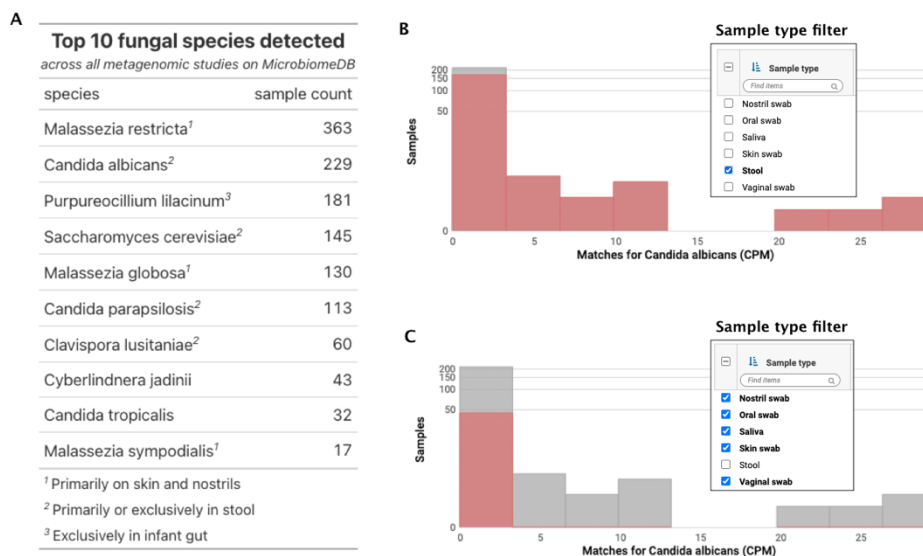 A
Top 10 fungal species detected
across all metagenomic studies on MicrobiomeDB
species sample count
Malassezia restricta¹ 363
Candida albicans² 229
Purpureocillium lilacinum³ 181
Saccharomyces cerevisiae² 145
Malassezia globosa¹ 130
Candida parapsilosis² 113
Clavispora lusitaniae² 60
Cyberlindnera jadinii 43
Candida tropicalis 32
Malassezia sympodialis¹ 17
¹ Primarily on skin and nostrils
² Primarily or exclusively in stool
³ Exclusively in infant gut
B
Sample type filter
Sample type
Find items
Nostril swab
Oral swab
Saliva
Skin swab
Stool
Vaginal swab
200
150
100
50
0
Samples
0 5 10 15 20 25
Matches for Candida albicans (CPM)
C
Sample type filter
Sample type
Find items
Nostril swab
Oral swab
Saliva
Skin swab
Stool
Vaginal swab
200
150
100
50
0
Samples
0 5 10 15 20 25
Matches for Candida albicans (CPM)